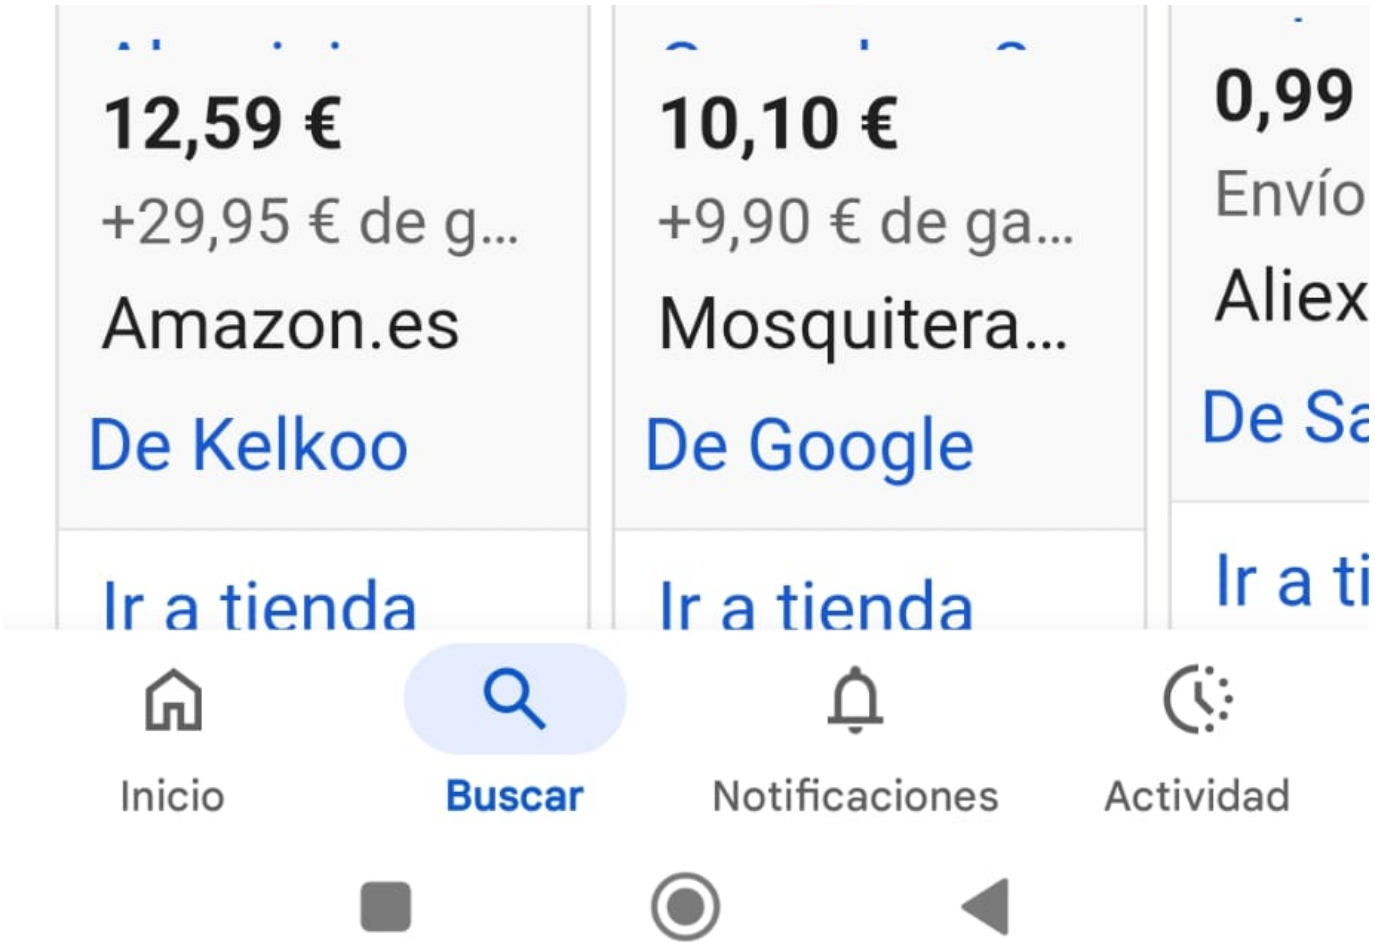 12,59 €
+29,95 € de g...
Amazon.es
De Kelkoo
Ir a tienda
10,10 €
+9,90 € de ga...
Mosquitera...
De Google
Ir a tienda
0,99
Envío
Aliex
De Sa
Ir a ti
Inicio
Buscar
Notificaciones
Actividad